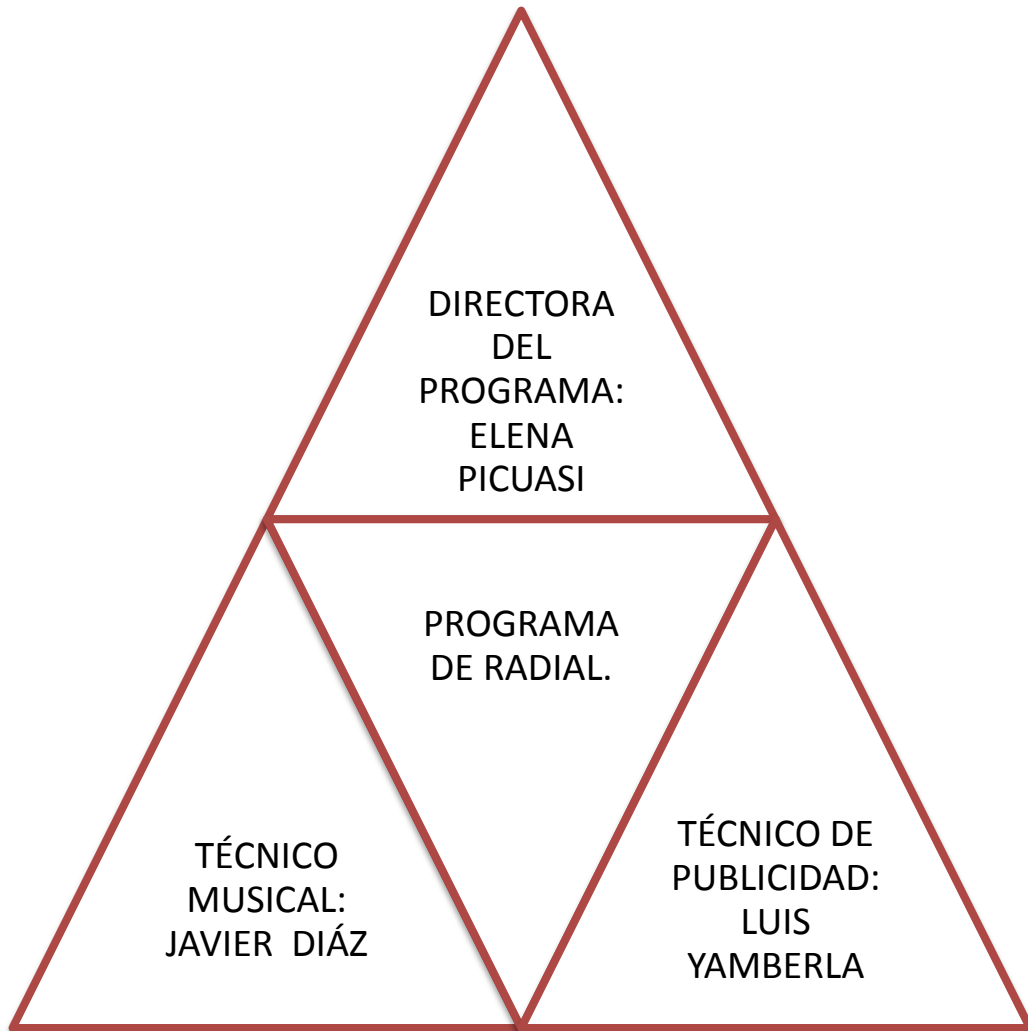 DIRECTORA
DEL
PROGRAMA:
ELENA
PICUASI
PROGRAMA
DE RADIAL.
TÉCNICO
MUSICAL:
JAVIER  DIÁZ
TÉCNICO DE
PUBLICIDAD:
LUIS
YAMBERLA